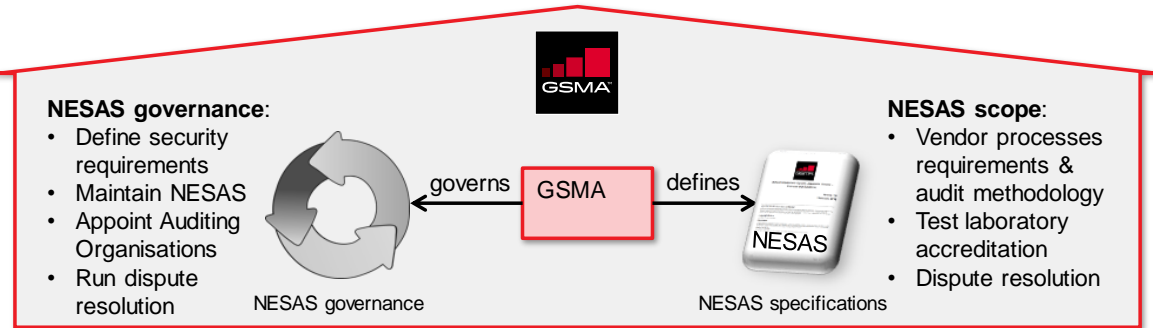 GSMA™
NESAS governance:
• Define security
requirements
• Maintain NESAS
• Appoint Auditing
Organisations
• Run dispute
resolution
NESAS governance
governs
GSMA
defines
NESAS
NESAS specifications
NESAS scope:
• Vendor processes
requirements &
audit methodology
• Test laboratory
accreditation
• Dispute resolution